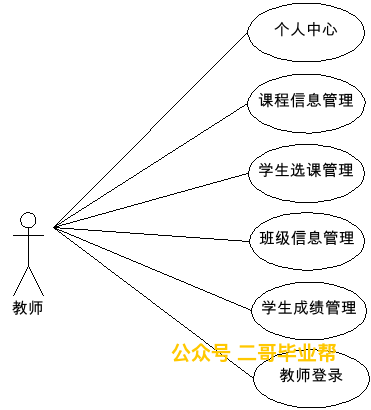 个人中心
课程信息管理
学生选课管理
班级信息管理
教师
学生成绩管理
公众号 二哥毕业帮
教师登录